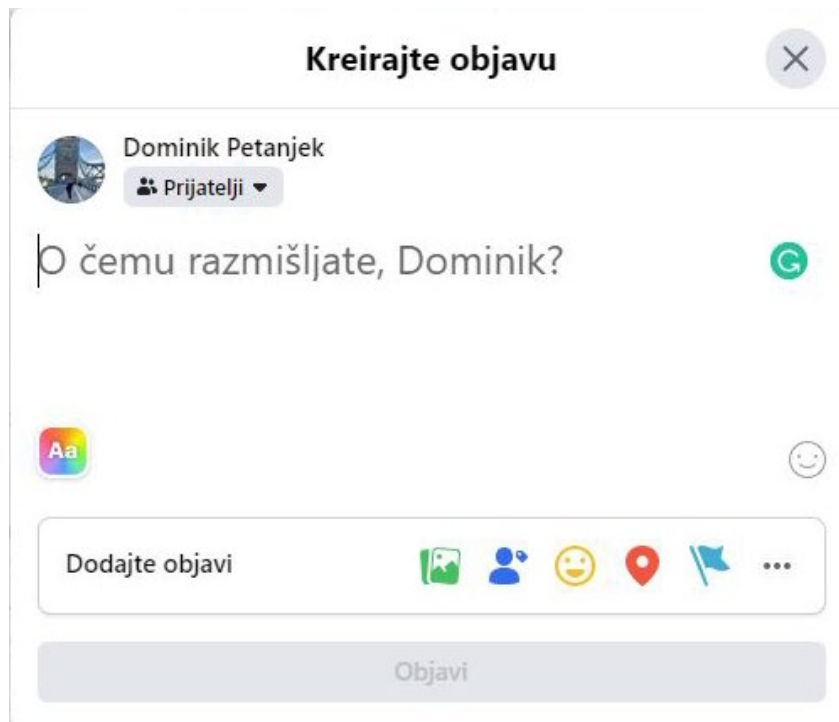 Kreirajte objavu
Dominik Petanjek
Prijatelji
O čemu razmišljate, Dominik?
Aa
Dodajte objavi
Objavi